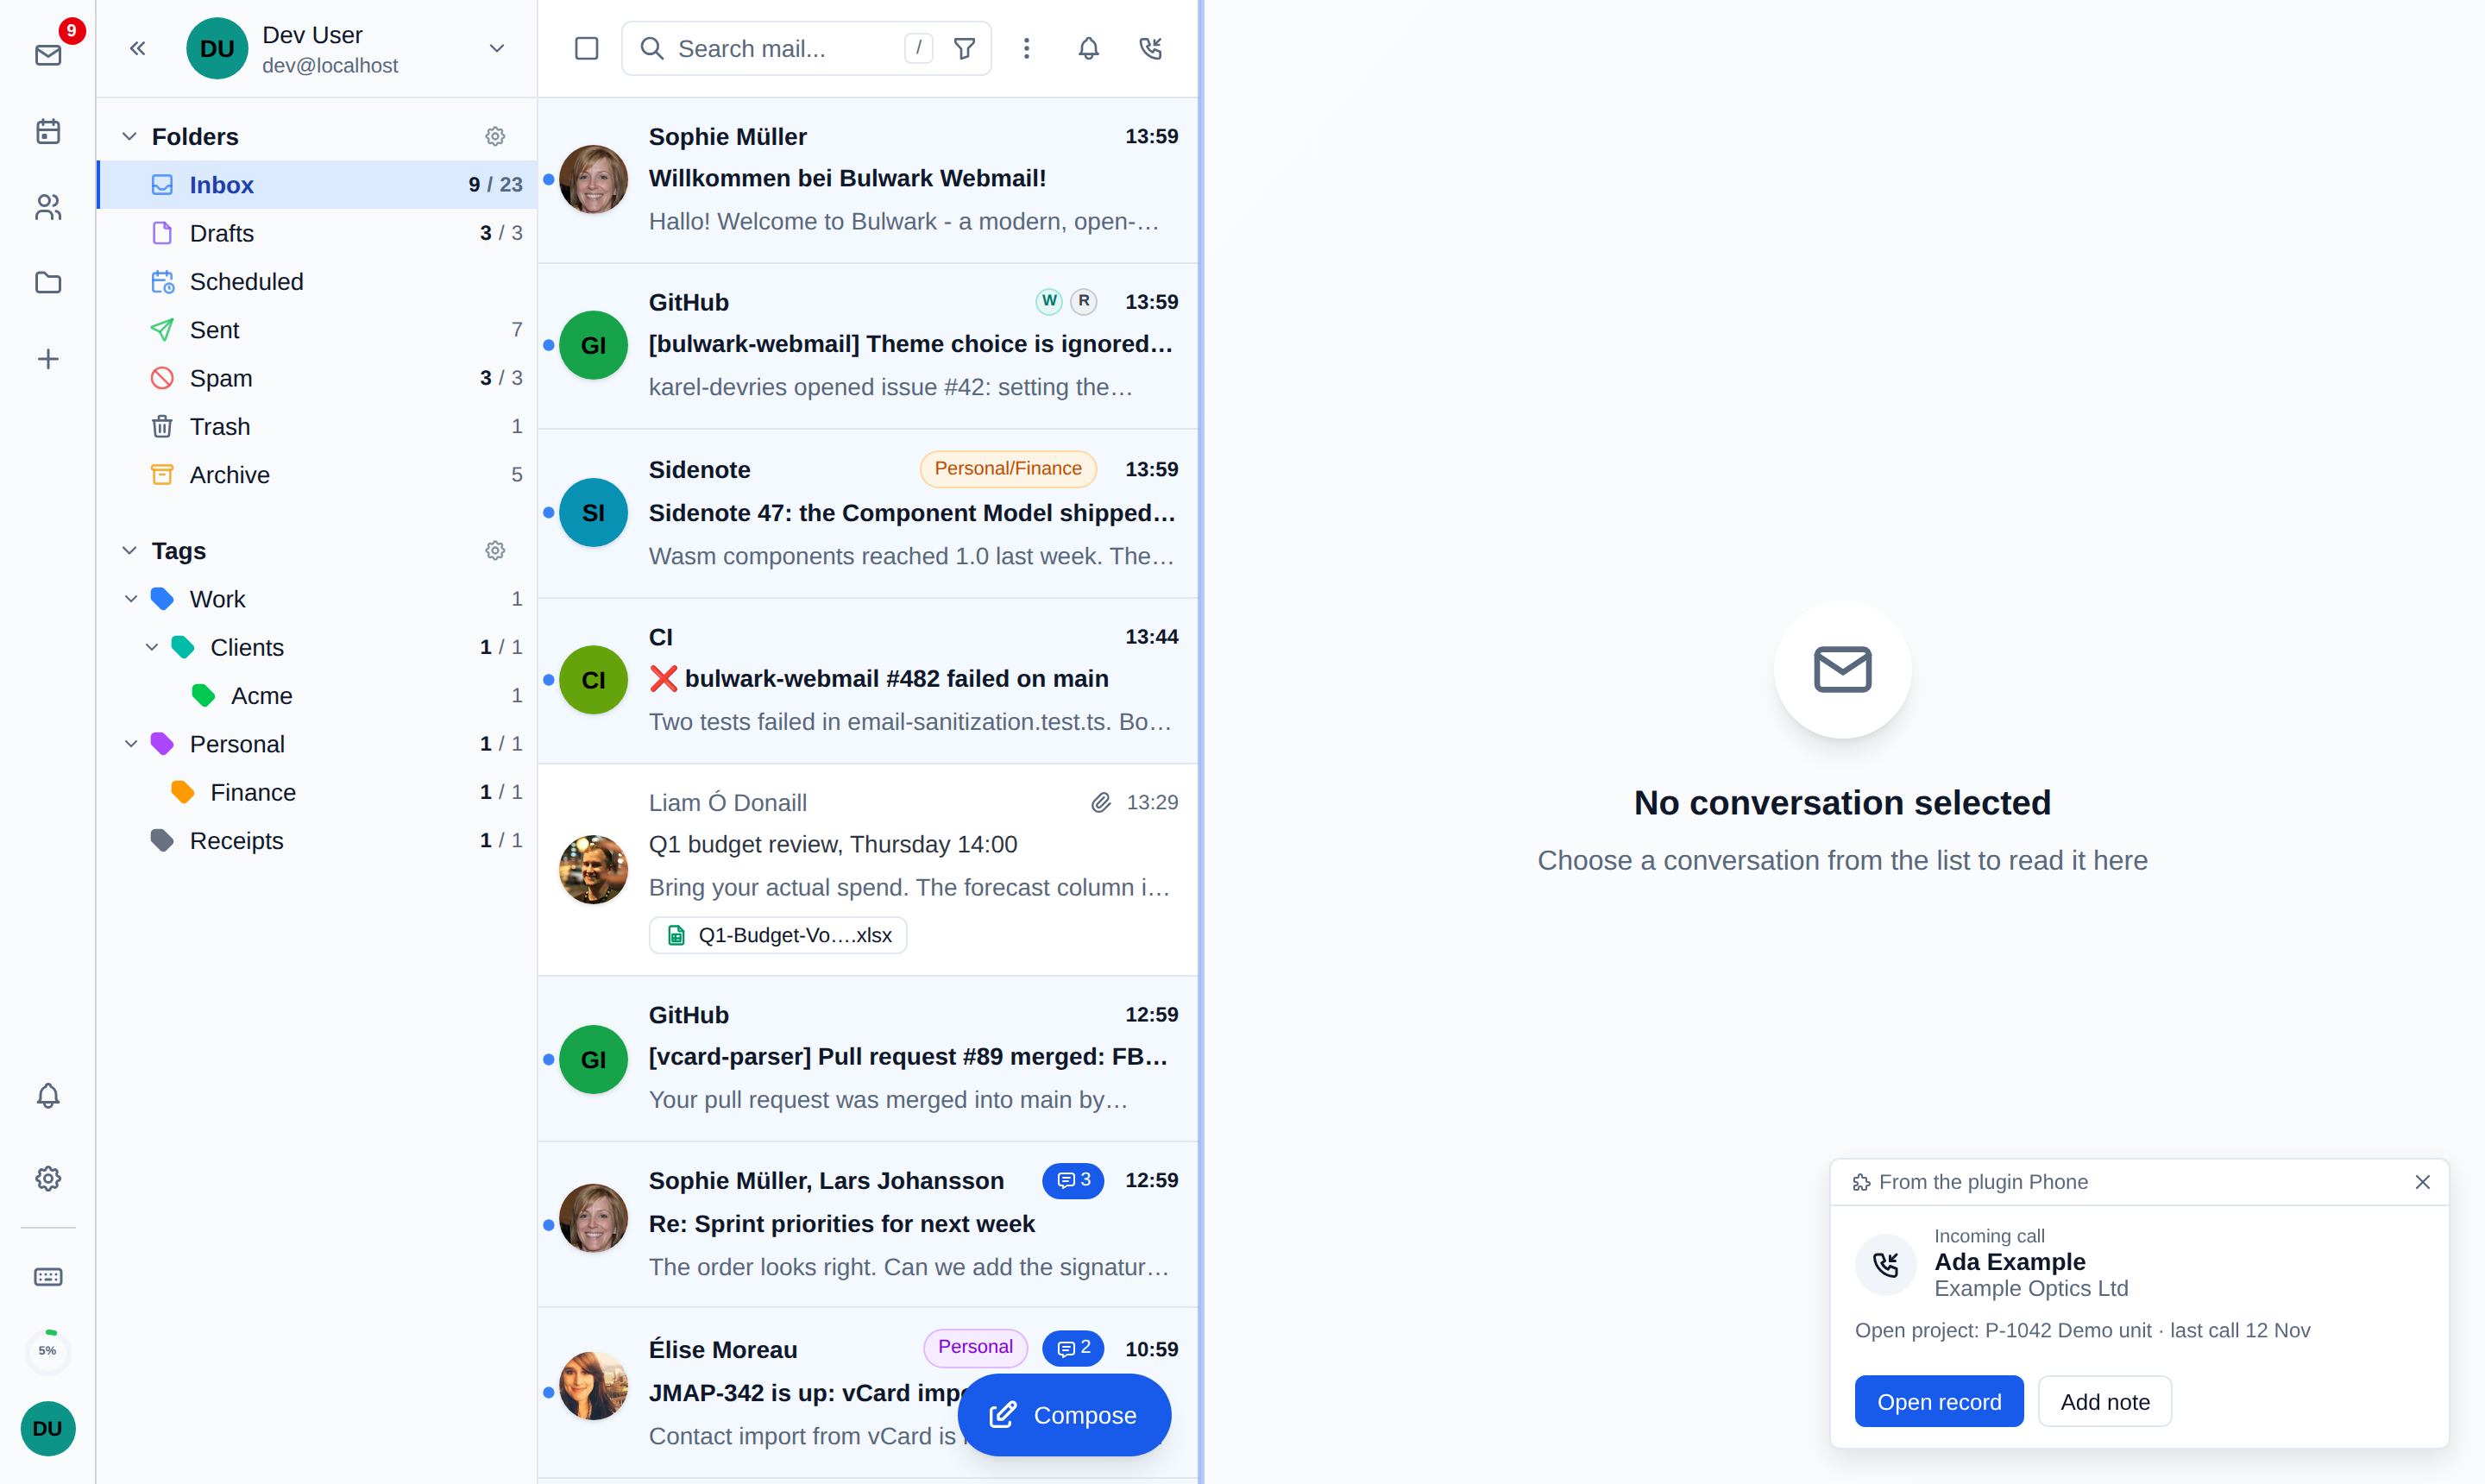 9
DU
Dev User
dev@localhost
Search mail...
/
Folders
Inbox 9 / 23
Drafts 3 / 3
Scheduled
Sent 7
Spam 3 / 3
Trash 1
Archive 5
Tags
Work 1
Clients 1 / 1
Acme 1
Personal 1 / 1
Finance 1 / 1
Receipts 1 / 1
5%
DU
Sophie Müller 13:59
Willkommen bei Bulwark Webmail!
Hallo! Welcome to Bulwark - a modern, open-…
GI
GitHub W R 13:59
[bulwark-webmail] Theme choice is ignored…
karel-devries opened issue #42: setting the…
SI
Sidenote Personal/Finance 13:59
Sidenote 47: the Component Model shipped…
Wasm components reached 1.0 last week. The…
CI
CI 13:44
❌ bulwark-webmail #482 failed on main
Two tests failed in email-sanitization.test.ts. Bo…
Liam Ó Donaill 13:29
Q1 budget review, Thursday 14:00
Bring your actual spend. The forecast column i…
Q1-Budget-Vo….xlsx
GI
GitHub 12:59
[vcard-parser] Pull request #89 merged: FB…
Your pull request was merged into main by…
Sophie Müller, Lars Johansson 3 12:59
Re: Sprint priorities for next week
The order looks right. Can we add the signatur…
Élise Moreau Personal 2 10:59
JMAP-342 is up: vCard
Contact import from vCard is
Compose
No conversation selected
Choose a conversation from the list to read it here
From the plugin Phone
Incoming call
Ada Example
Example Optics Ltd
Open project: P-1042 Demo unit · last call 12 Nov
Open record
Add note